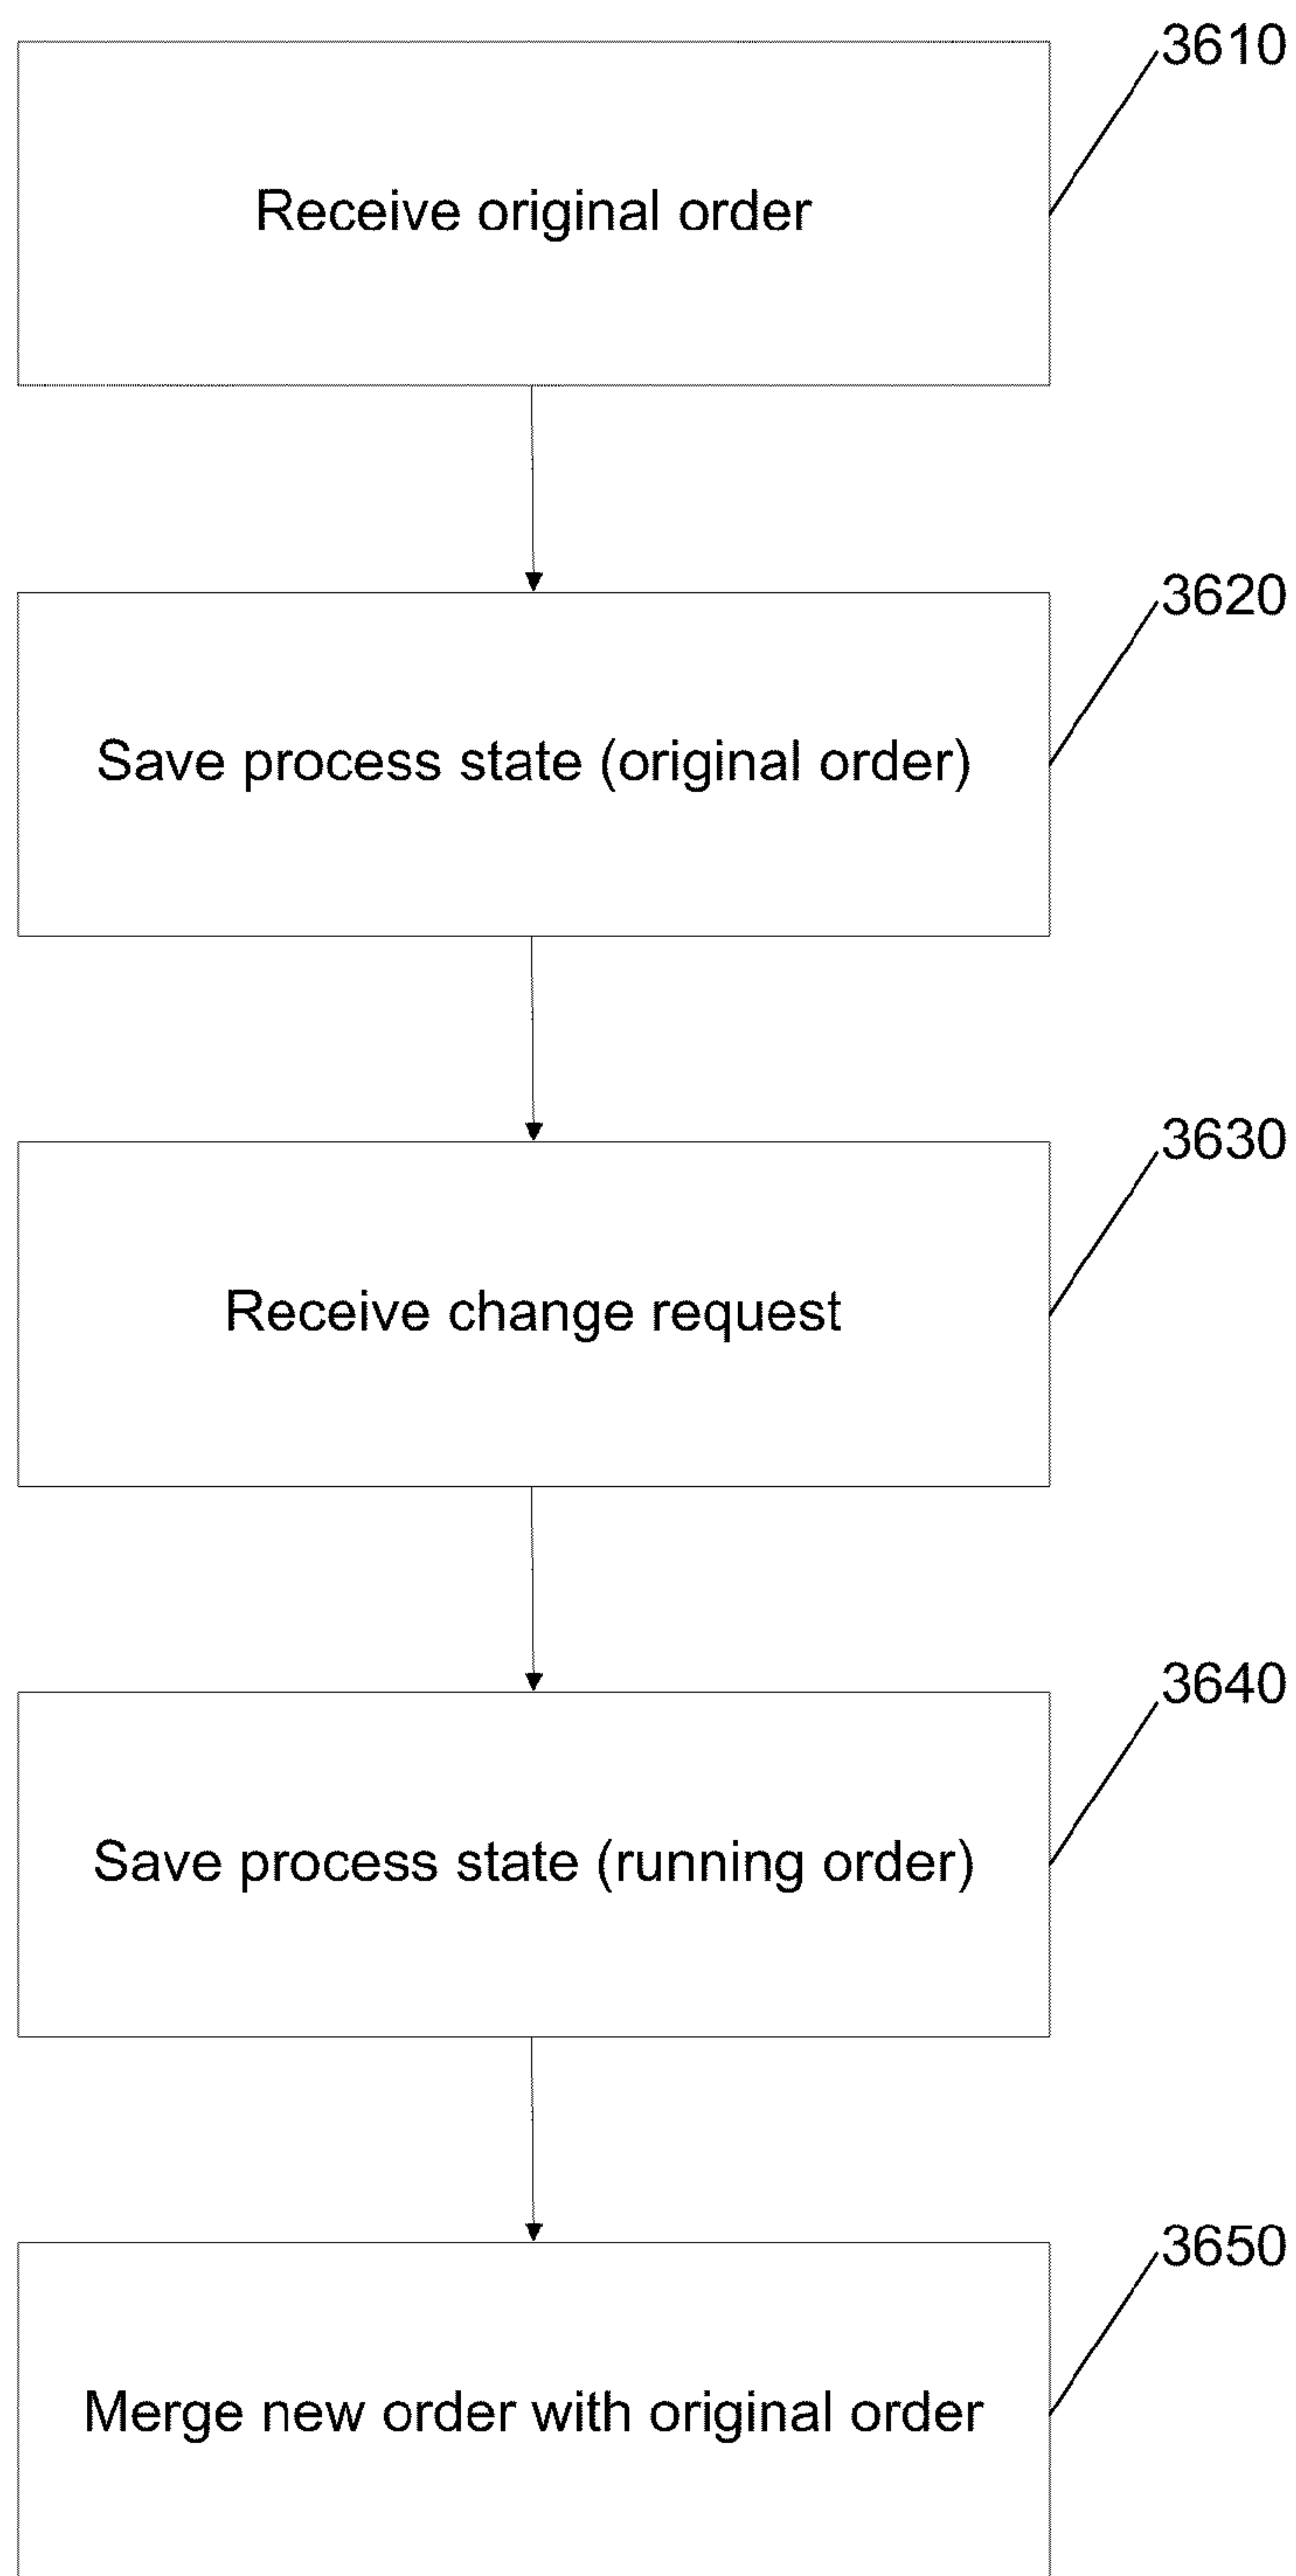 3610
Receive original order
3620
Save process state (original order)
3630
Receive change request
3640
Save process state (running order)
3650
Merge new order with original order